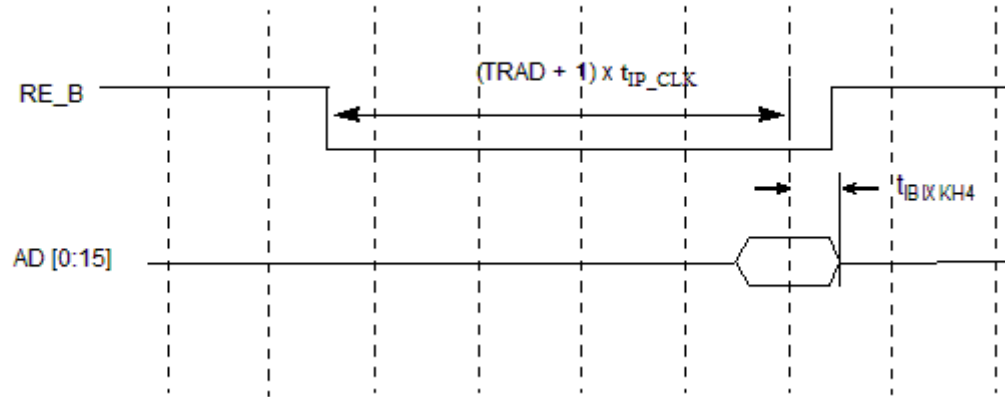 (TRAD + 1) x tIP_CLK
RE_B
tIBIXKH4
AD [0:15]